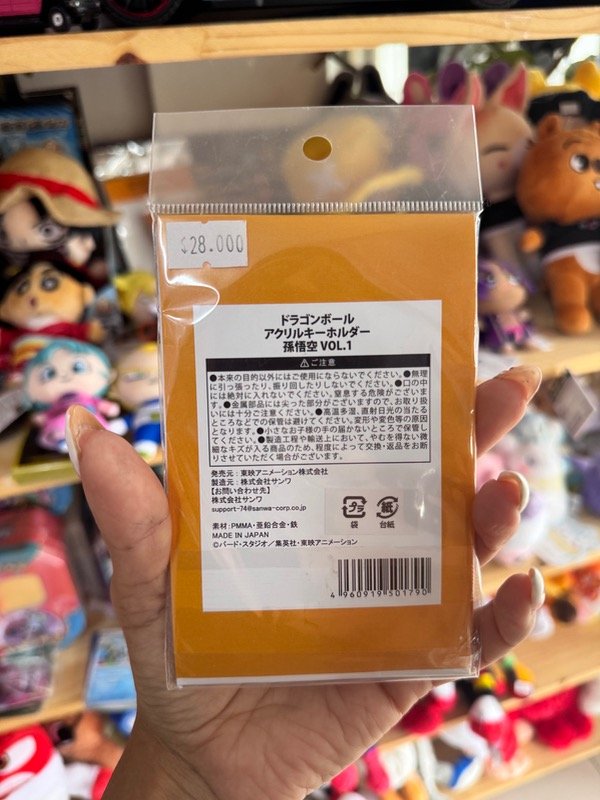 $28.000
ドラゴンボール
アクリルキーホルダー
孫悟空 VOL.1
ご注意
●本来の目的以外にはご使用にならないでください。●無理
に引っ張ったり、振り回したりしないでください。●口の中
には絶対に入れないでください。窒息する危険がございま
す。●金属部品には尖った部分がございますので、お取り扱
いには十分ご注意ください。●高温多湿、直射日光の当たる
ところなどでの保管は避けてください。変形や変色等の原因
となります。●小さなお子様の手の届かないところで保管し
てください。●製造工程や輸送上において、やむを得ない微
細なキズが入る商品のため、程度によって交換・返品をお断
りさせていただく場合がございます。
発売元：東映アニメーション株式会社
製造元：株式会社サンワ
【お問い合わせ先】
株式会社サンワ
support-74@sanwa-corp.co.jp
プラ 紙
袋 台紙
素材：PMMA・亜鉛合金・鉄
MADE IN JAPAN
©バード・スタジオ／集英社・東映アニメーション
4 960919 501790